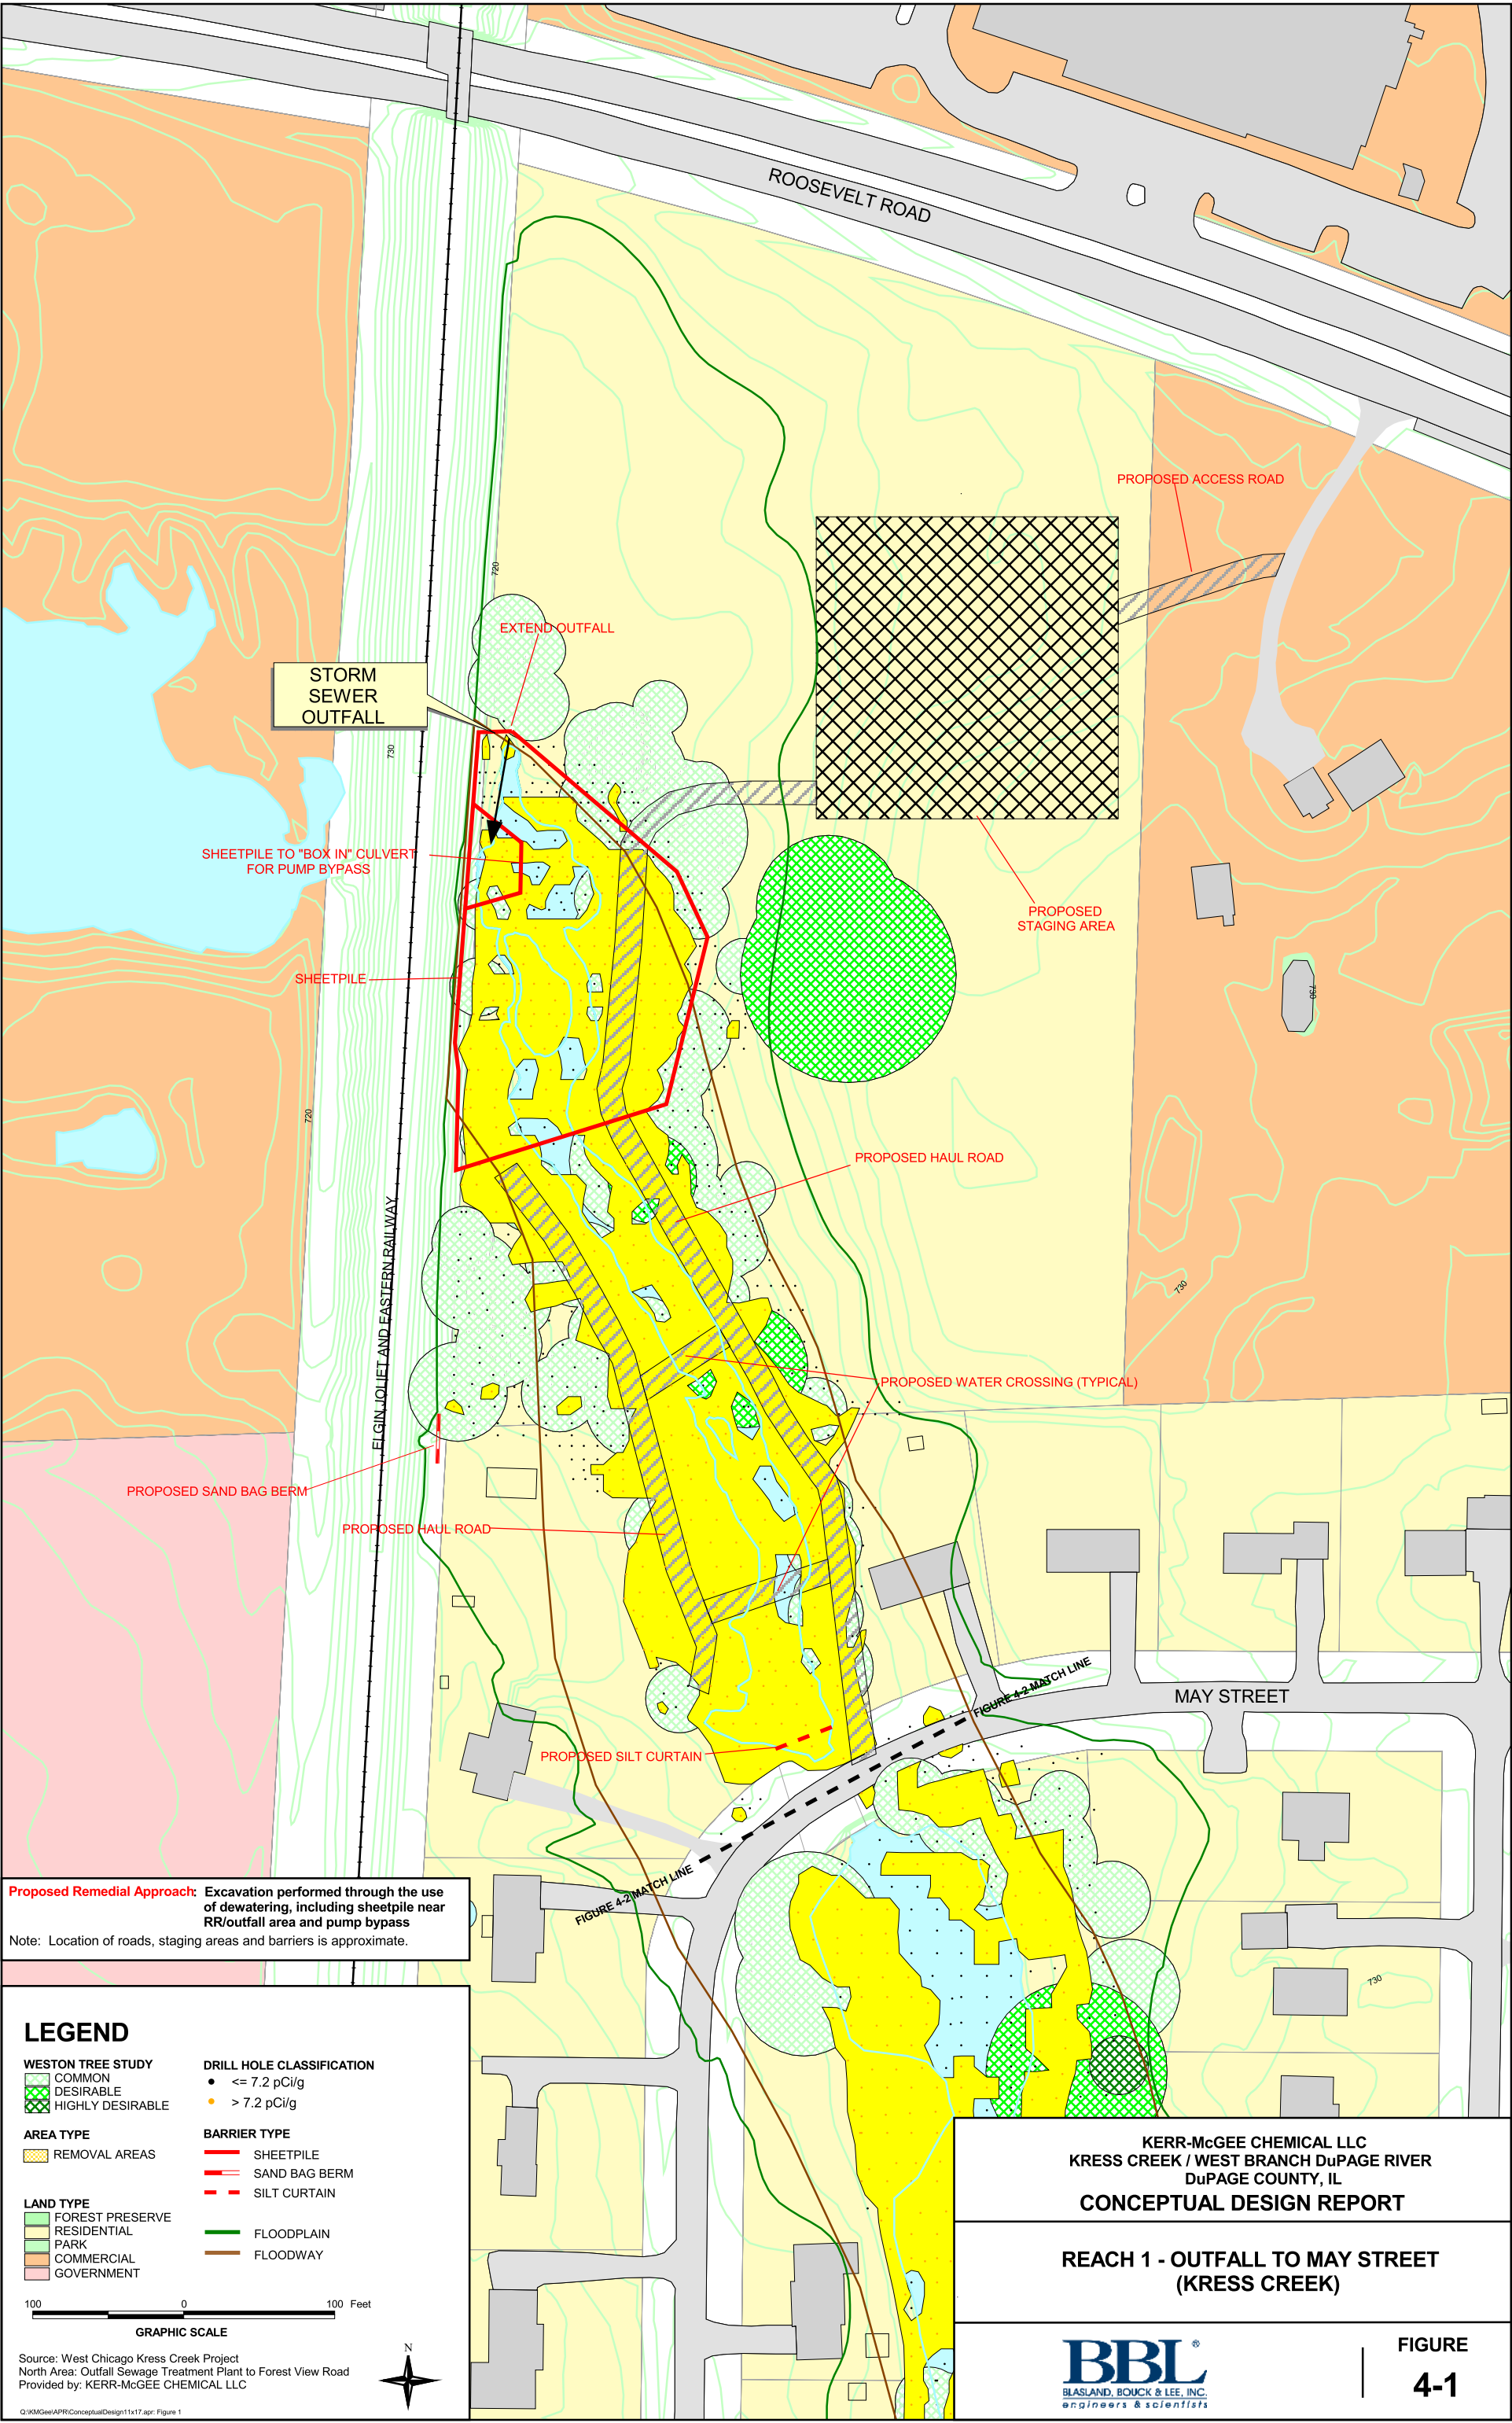 ROOSEVELT ROAD
PROPOSED ACCESS ROAD
720
EXTEND OUTFALL
STORM
SEWER
OUTFALL
730
SHEETPILE TO "BOX IN" CULVERT
FOR PUMP BYPASS
PROPOSED
STAGING AREA
SHEETPILE
730
720
PROPOSED HAUL ROAD
ELGIN JOLIET AND EASTERN RAILWAY
730
PROPOSED WATER CROSSING (TYPICAL)
PROPOSED SAND BAG BERM
PROPOSED HAUL ROAD
FIGURE 4-2 MATCH LINE
MAY STREET
PROPOSED SILT CURTAIN
FIGURE 4-2 MATCH LINE
730
Proposed Remedial Approach: Excavation performed through the use
of dewatering, including sheetpile near
RR/outfall area and pump bypass
Note: Location of roads, staging areas and barriers is approximate.
LEGEND
WESTON TREE STUDY
COMMON
DESIRABLE
HIGHLY DESIRABLE
AREA TYPE
REMOVAL AREAS
LAND TYPE
FOREST PRESERVE
RESIDENTIAL
PARK
COMMERCIAL
GOVERNMENT
DRILL HOLE CLASSIFICATION
<= 7.2 pCi/g
> 7.2 pCi/g
BARRIER TYPE
SHEETPILE
SAND BAG BERM
SILT CURTAIN
FLOODPLAIN
FLOODWAY
100 0 100 Feet
GRAPHIC SCALE
Source: West Chicago Kress Creek Project
North Area: Outfall Sewage Treatment Plant to Forest View Road
Provided by: KERR-McGEE CHEMICAL LLC
N
Q:\KMGee\APR\ConceptualDesign11x17.apr: Figure 1
KERR-McGEE CHEMICAL LLC
KRESS CREEK / WEST BRANCH DuPAGE RIVER
DuPAGE COUNTY, IL
CONCEPTUAL DESIGN REPORT
REACH 1 - OUTFALL TO MAY STREET
(KRESS CREEK)
BBL®
BLASLAND, BOUCK & LEE, INC.
engineers & scientists
FIGURE
4-1